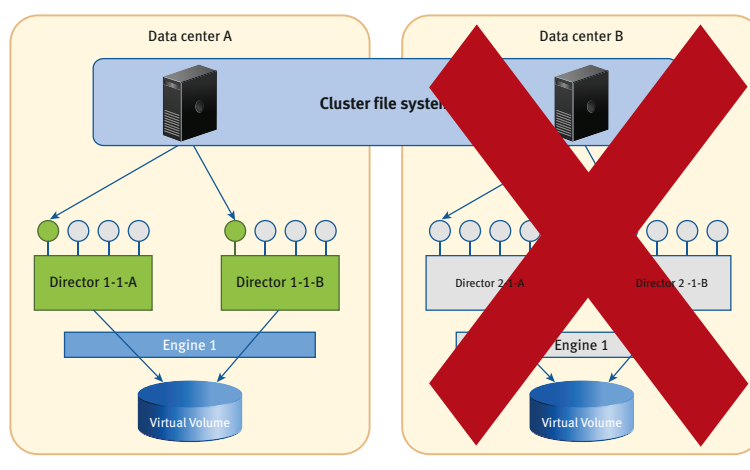 Data center A
Data center B
Cluster file system
Director 1-1-A
Director 1-1-B
Director 2-1-A
Director 2 -1-B
Engine 1
Engine 1
Virtual Volume
Virtual Volume